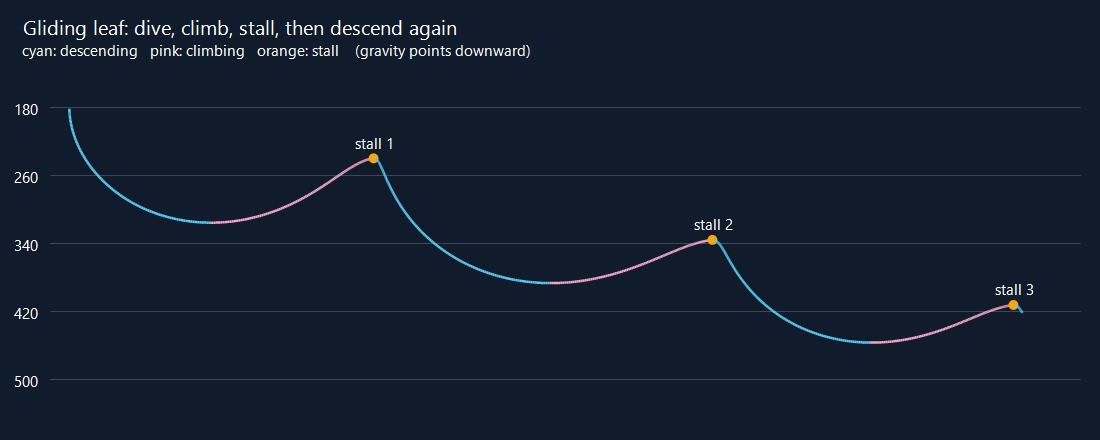 Gliding leaf: dive, climb, stall, then descend again
cyan: descending   pink: climbing   orange: stall    (gravity points downward)
180
stall 1
260
stall 2
340
stall 3
420
500